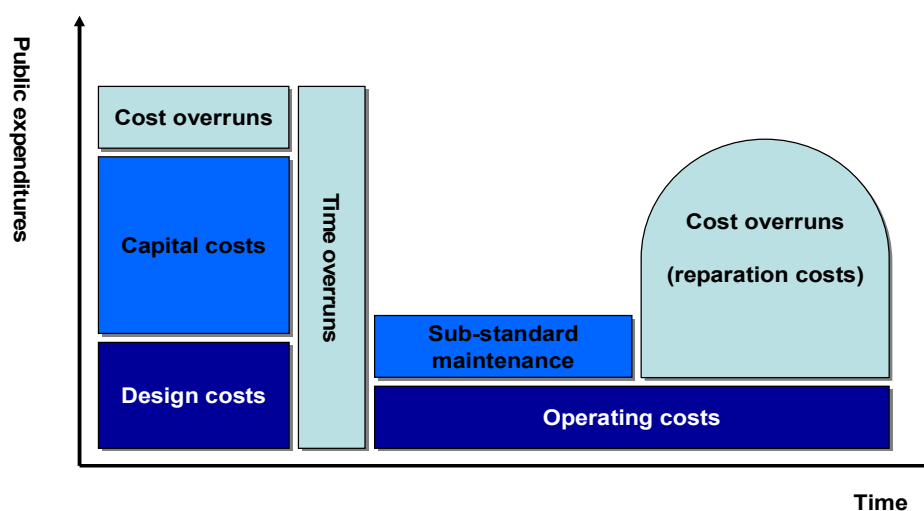 Public expenditures
Cost overruns
Capital costs
Design costs
Time overruns
Sub-standard
maintenance
Cost overruns
(reparation costs)
Operating costs
Time